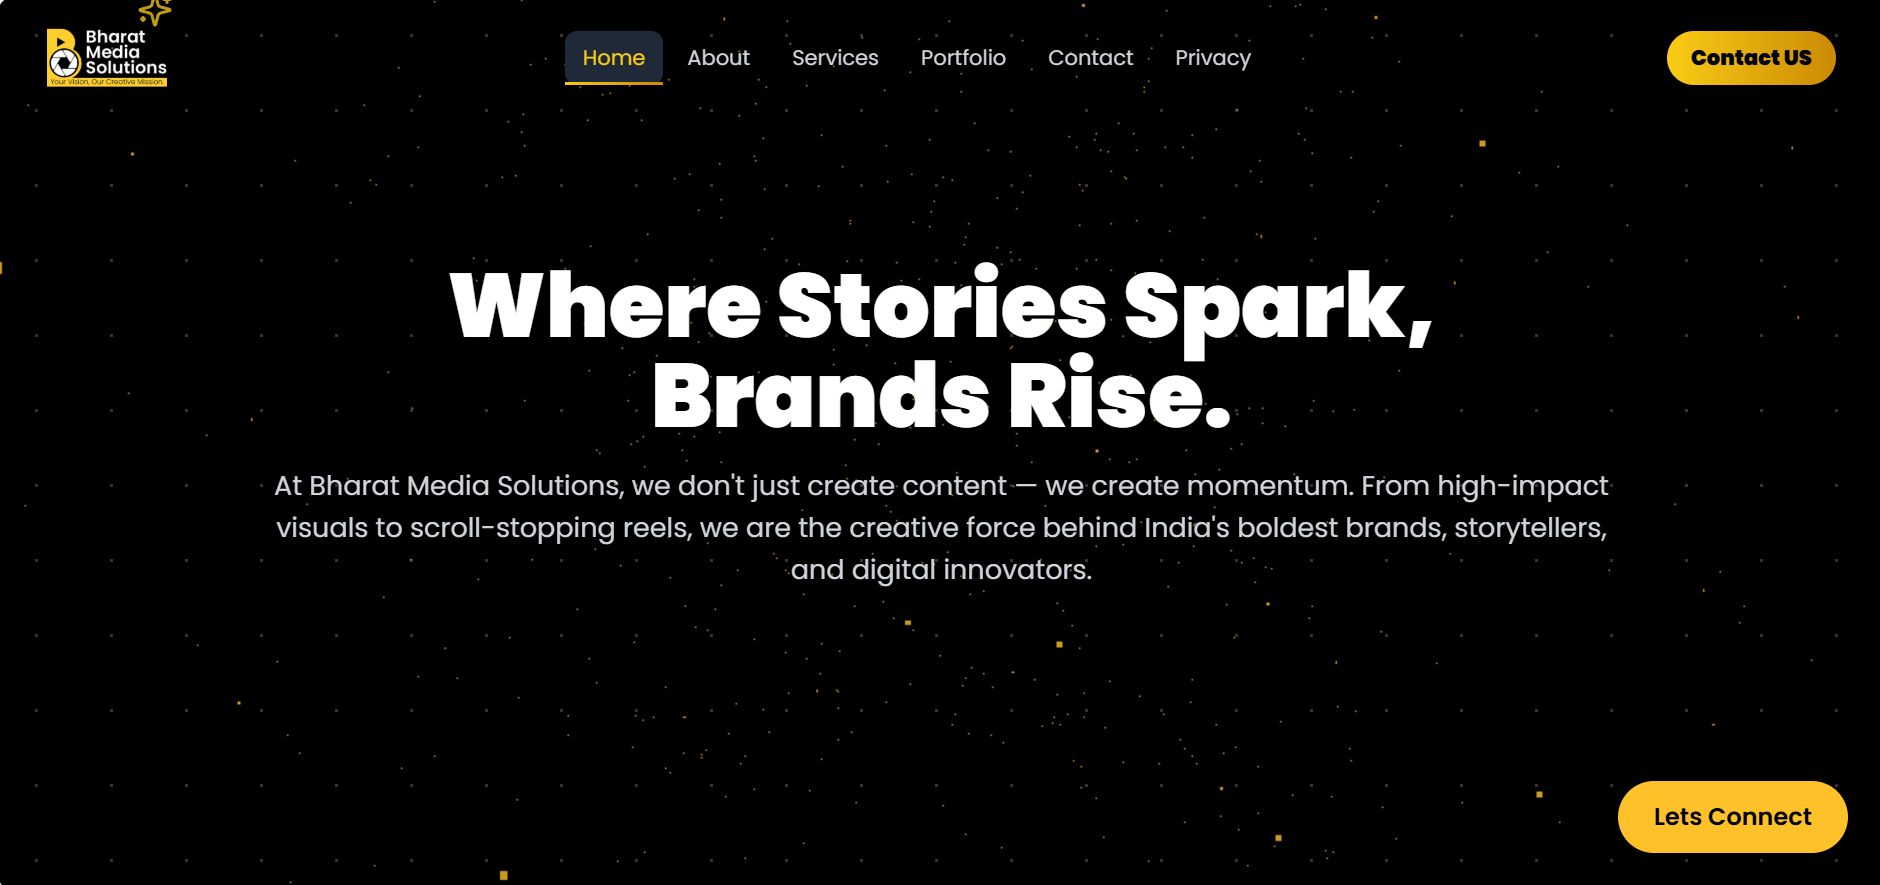 Bharat
Media
Solutions
Your Vision, Our Creative Mission.
Home
About
Services
Portfolio
Contact
Privacy
Contact US
Where Stories Spark,
Brands Rise.
At Bharat Media Solutions, we don't just create content — we create momentum. From high-impact
visuals to scroll-stopping reels, we are the creative force behind India's boldest brands, storytellers,
and digital innovators.
Lets Connect